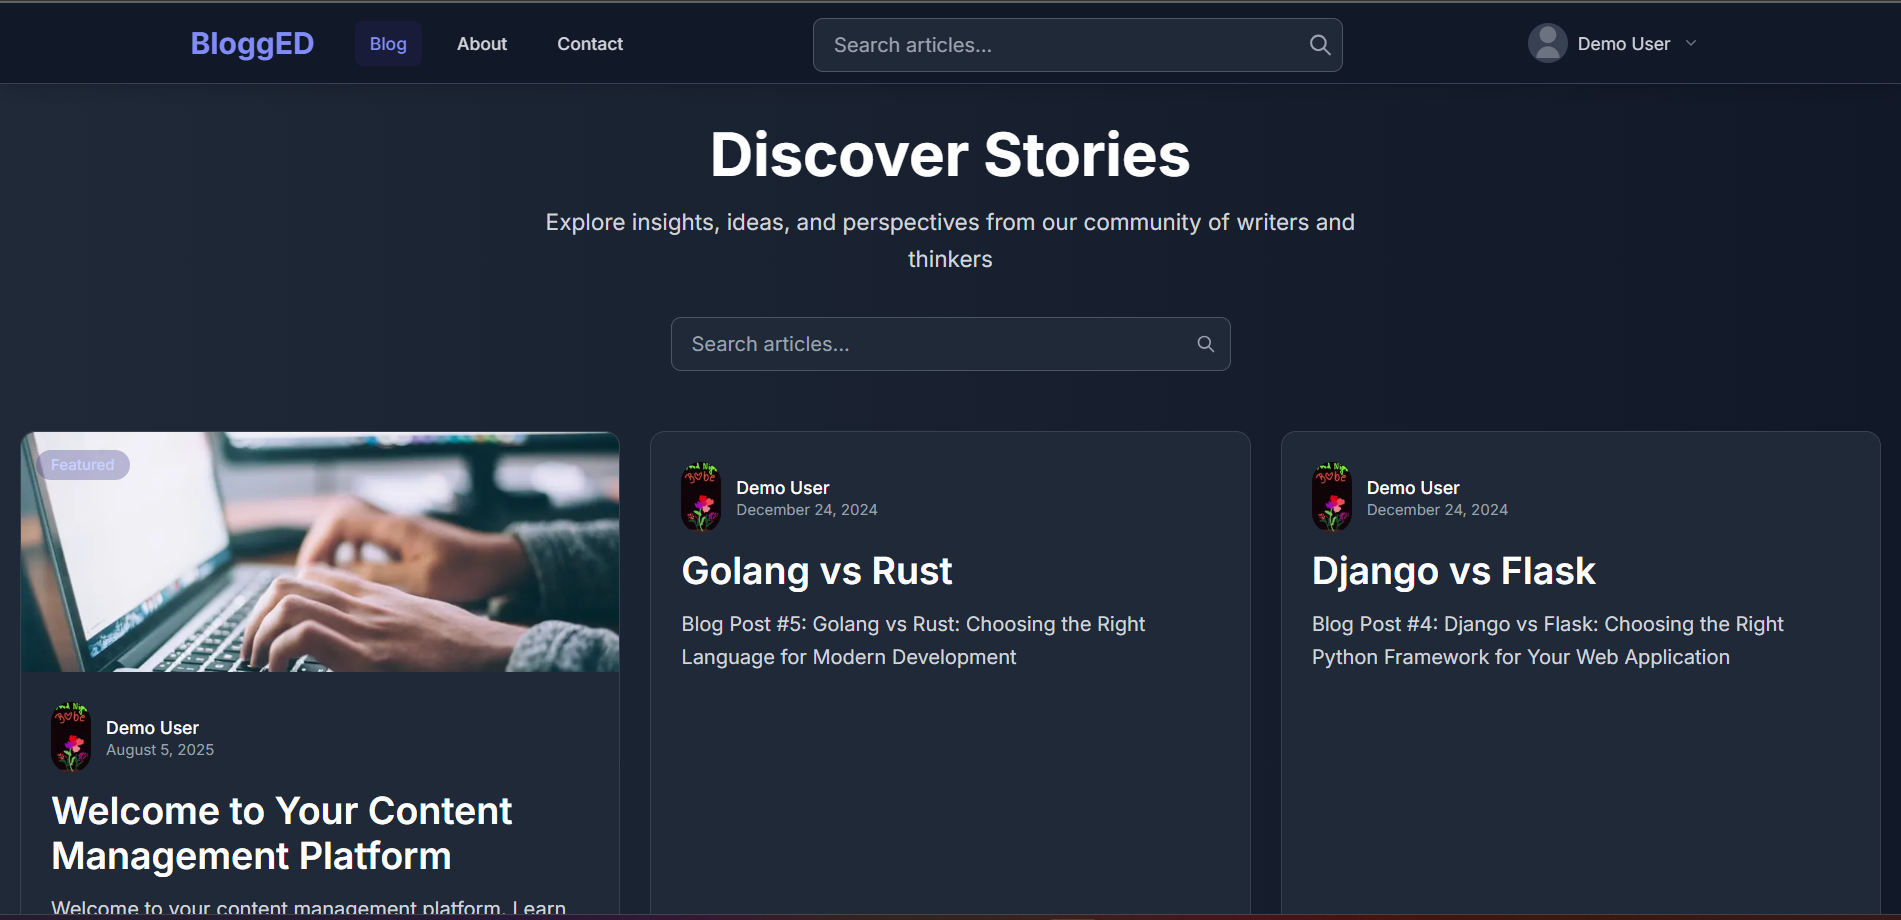 BloggED
Blog
About
Contact
Search articles...
Demo User
Discover Stories
Explore insights, ideas, and perspectives from our community of writers and
thinkers
Search articles...
Featured
Demo User
August 5, 2025
Welcome to Your Content
Management Platform
Welcome to your content management platform. Learn
Demo User
December 24, 2024
Golang vs Rust
Blog Post #5: Golang vs Rust: Choosing the Right
Language for Modern Development
Demo User
December 24, 2024
Django vs Flask
Blog Post #4: Django vs Flask: Choosing the Right
Python Framework for Your Web Application